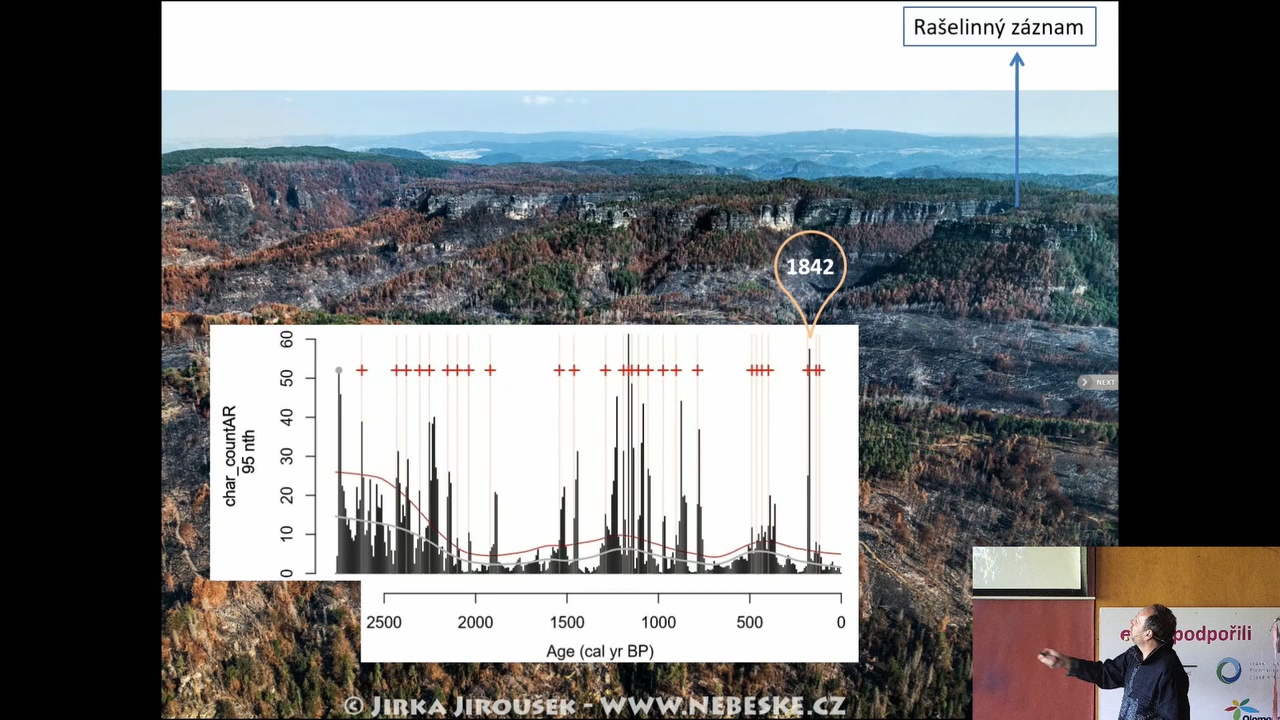 Rašelinný záznam
1842
NEXT
char_countAR
95 nth
0 10 20 30 40 50 60
2500 2000 1500 1000 500 0
Age (cal yr BP)
© Jirka Jiroušek - www.nebeske.cz
podpořili